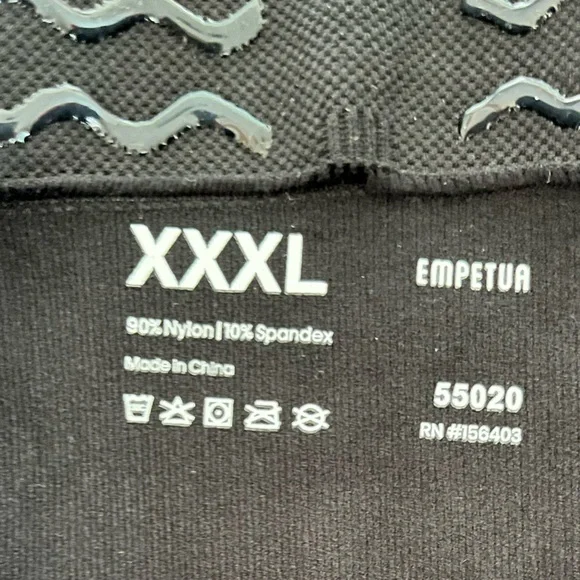 XXXL
90% Nylon | 10% Spandex
Made in China
EMPETUA
55020
RN #156403